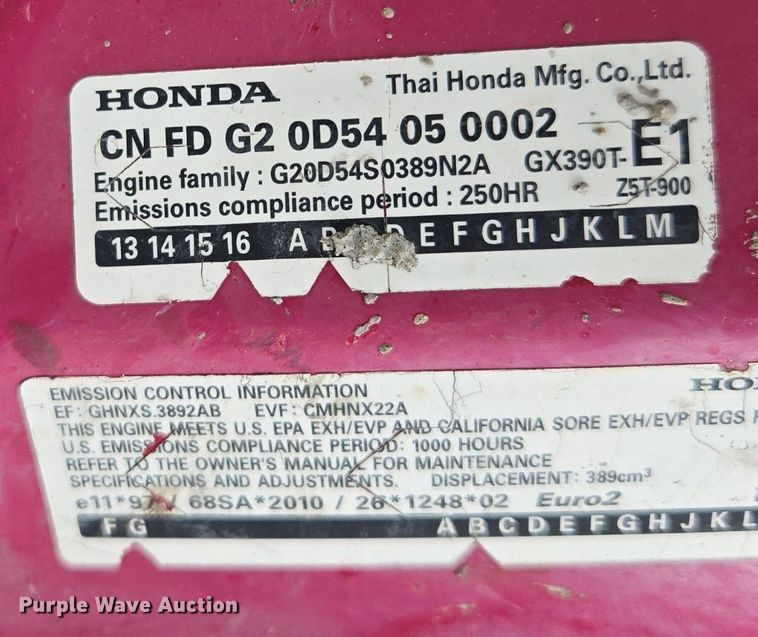 HONDA Thai Honda Mfg. Co.,Ltd.
CN FD G2 0D54 05 0002
Engine family : G20D54S0389N2A GX390T-E1
Emissions compliance period : 250HR Z5T-900
13 14 15 16 A E F G H J K L M
EMISSION CONTROL INFORMATION
EF: GHNXS.3892AB EVF: CMHNX22A
THIS ENGINE MEETS U.S. EPA EXH/EVP AND CALIFORNIA SORE EXH/EVP REGS
U.S. EMISSIONS COMPLIANCE PERIOD: 1000 HOURS
REFER TO THE OWNER'S MANUAL FOR MAINTENANCE
SPECIFICATIONS AND ADJUSTMENTS. DISPLACEMENT: 389cm³
e11*97 / 68SA*2010 / 26*1248*02 Euro2
F G A B C D E F G H J K L
Purple Wave Auction